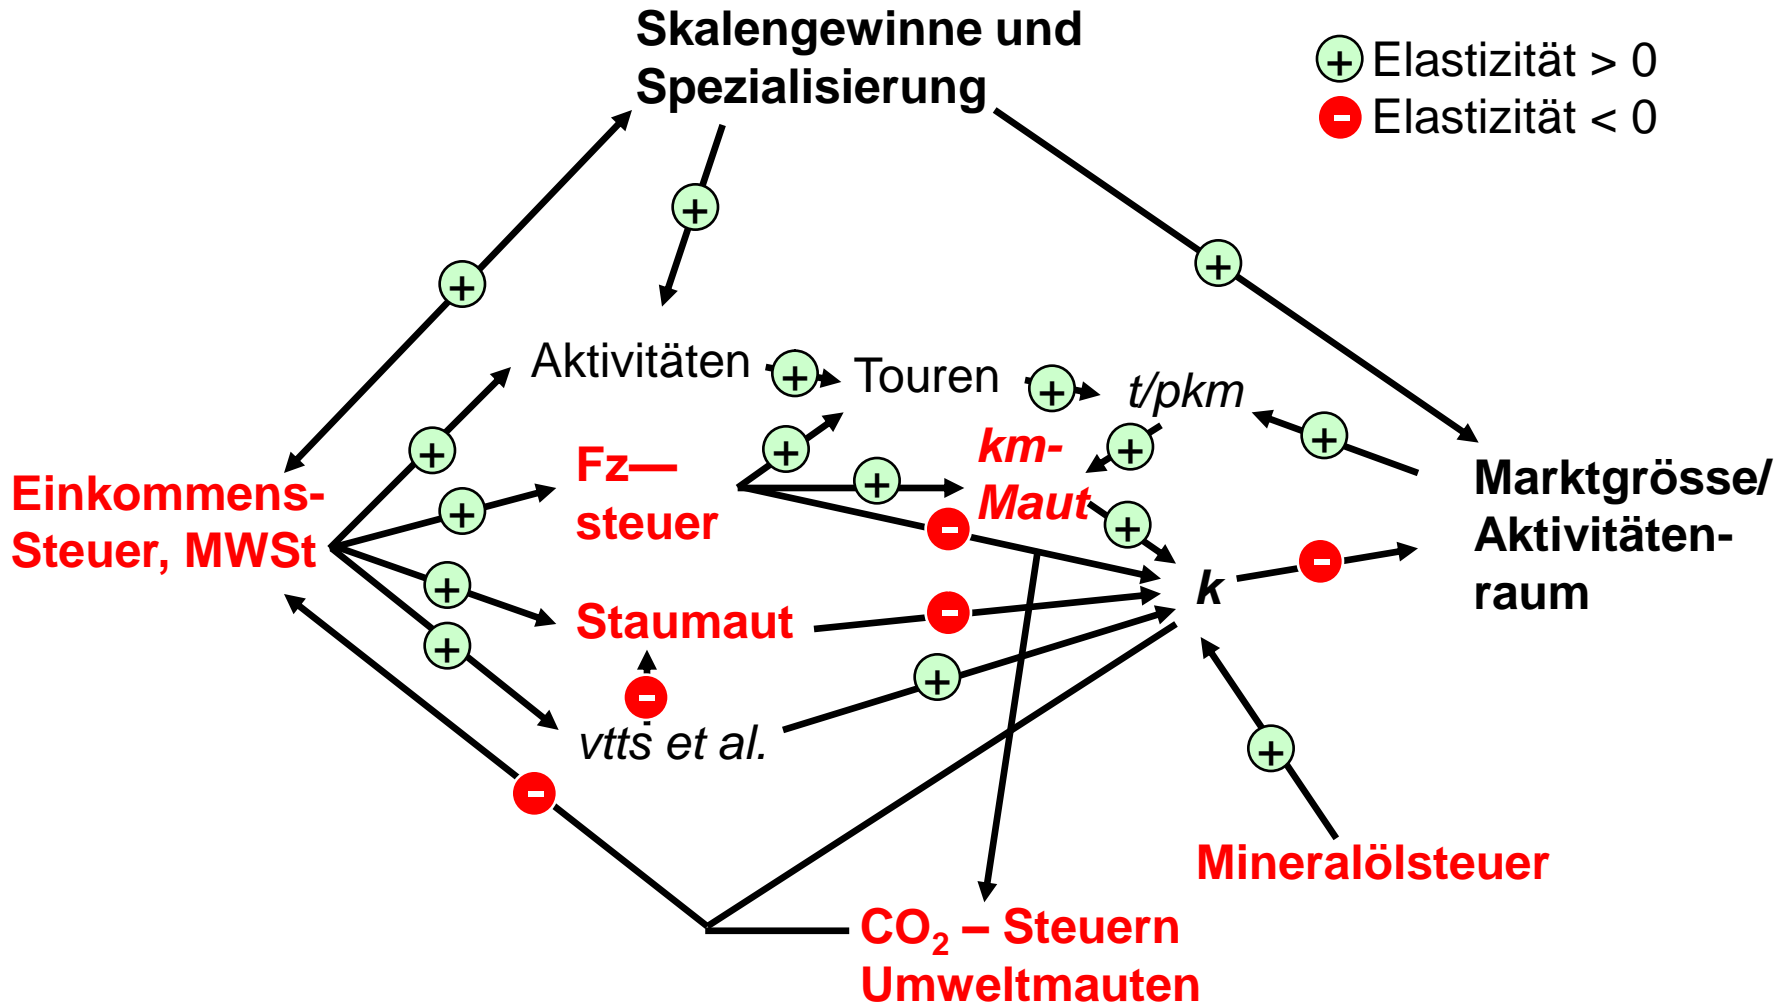 Skalengewinne und
Spezialisierung
+ Elastizität > 0
- Elastizität < 0
+
+
+
Aktivitäten
+
Touren
+
t/pkm
+
+
Fz—
steuer
+
+
km-
Maut
+
+
-
Einkommens-
Steuer, MWSt
+
+
+
Marktgrösse/
Aktivitäten-
raum
k
-
Staumaut
-
-
vtts et al.
+
+
-
Mineralölsteuer
CO₂ – Steuern
Umweltmauten